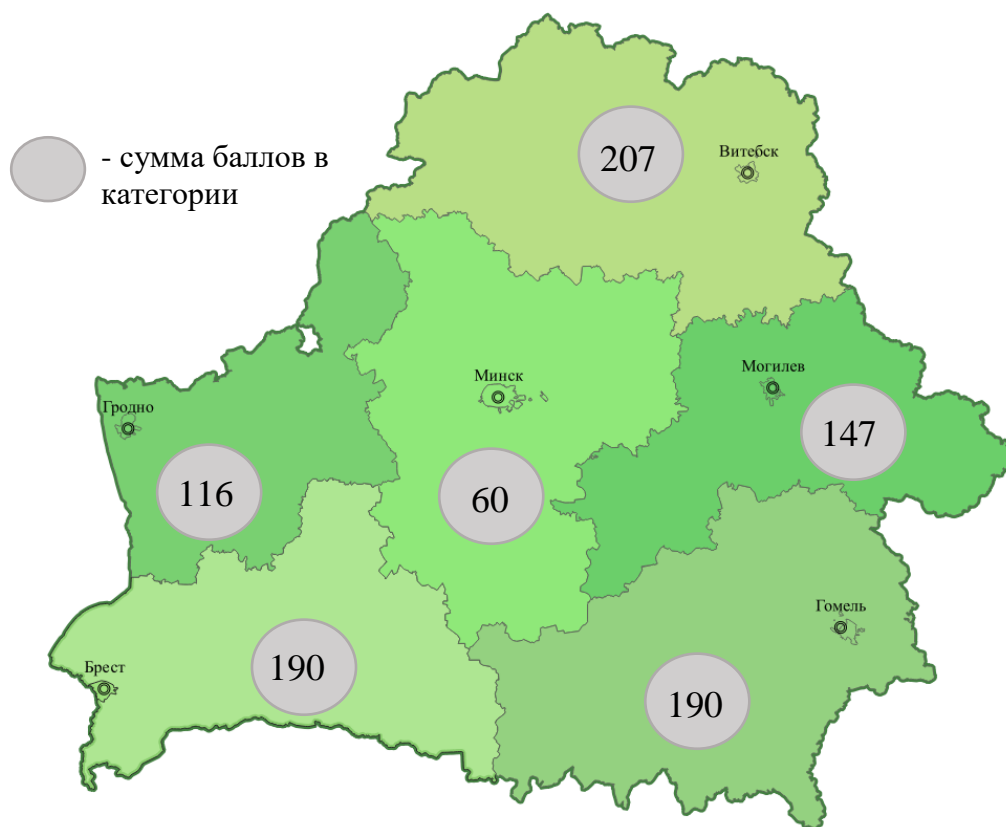 - сумма баллов в
категории
207
Витебск
Минск
Могилев
Гродно
147
116
60
Гомель
Брест
190
190